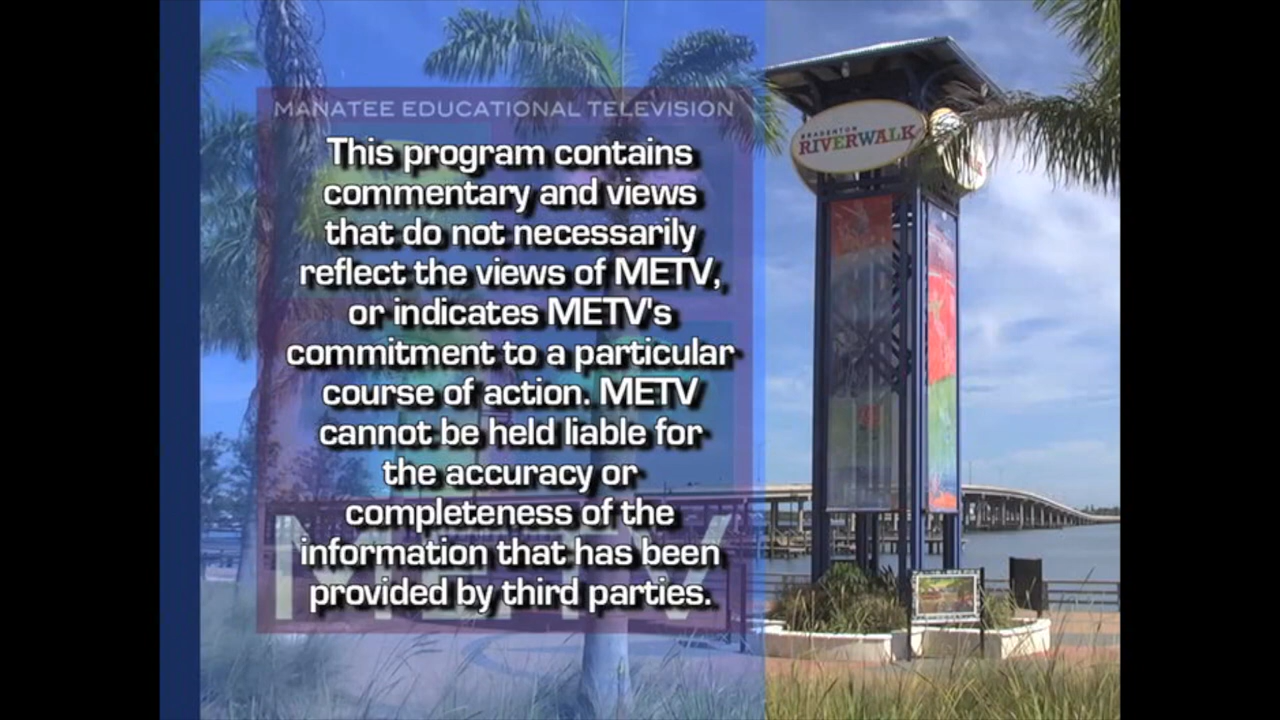 MANATEE EDUCATIONAL TELEVISION
This program contains
commentary and views
that do not necessarily
reflect the views of METV,
or indicates METV's
commitment to a particular
course of action. METV
cannot be held liable for
the accuracy or
completeness of the
information that has been
provided by third parties.
METV
BRADENTON
RIVERWALK